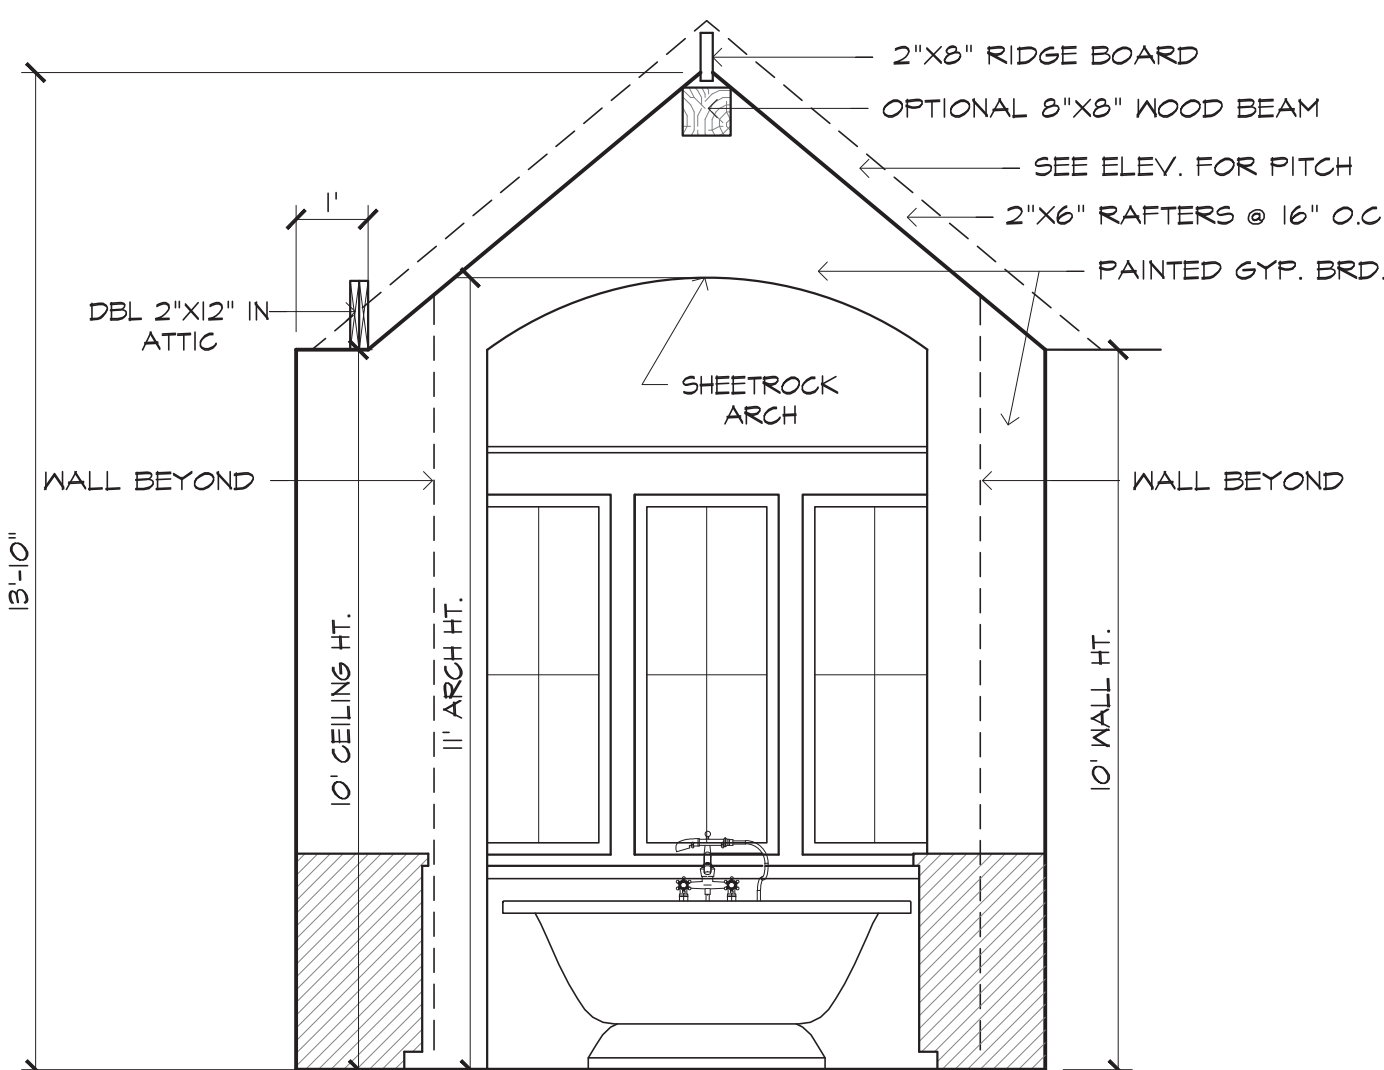 2"X8" RIDGE BOARD
OPTIONAL 8"X8" WOOD BEAM
SEE ELEV. FOR PITCH
1'
2"X6" RAFTERS @ 16" O.C
PAINTED GYP. BRD.
DBL 2"X12" IN
ATTIC
SHEETROCK
ARCH
WALL BEYOND
WALL BEYOND
13'-10"
10' CEILING HT.
11' ARCH HT.
10' WALL HT.